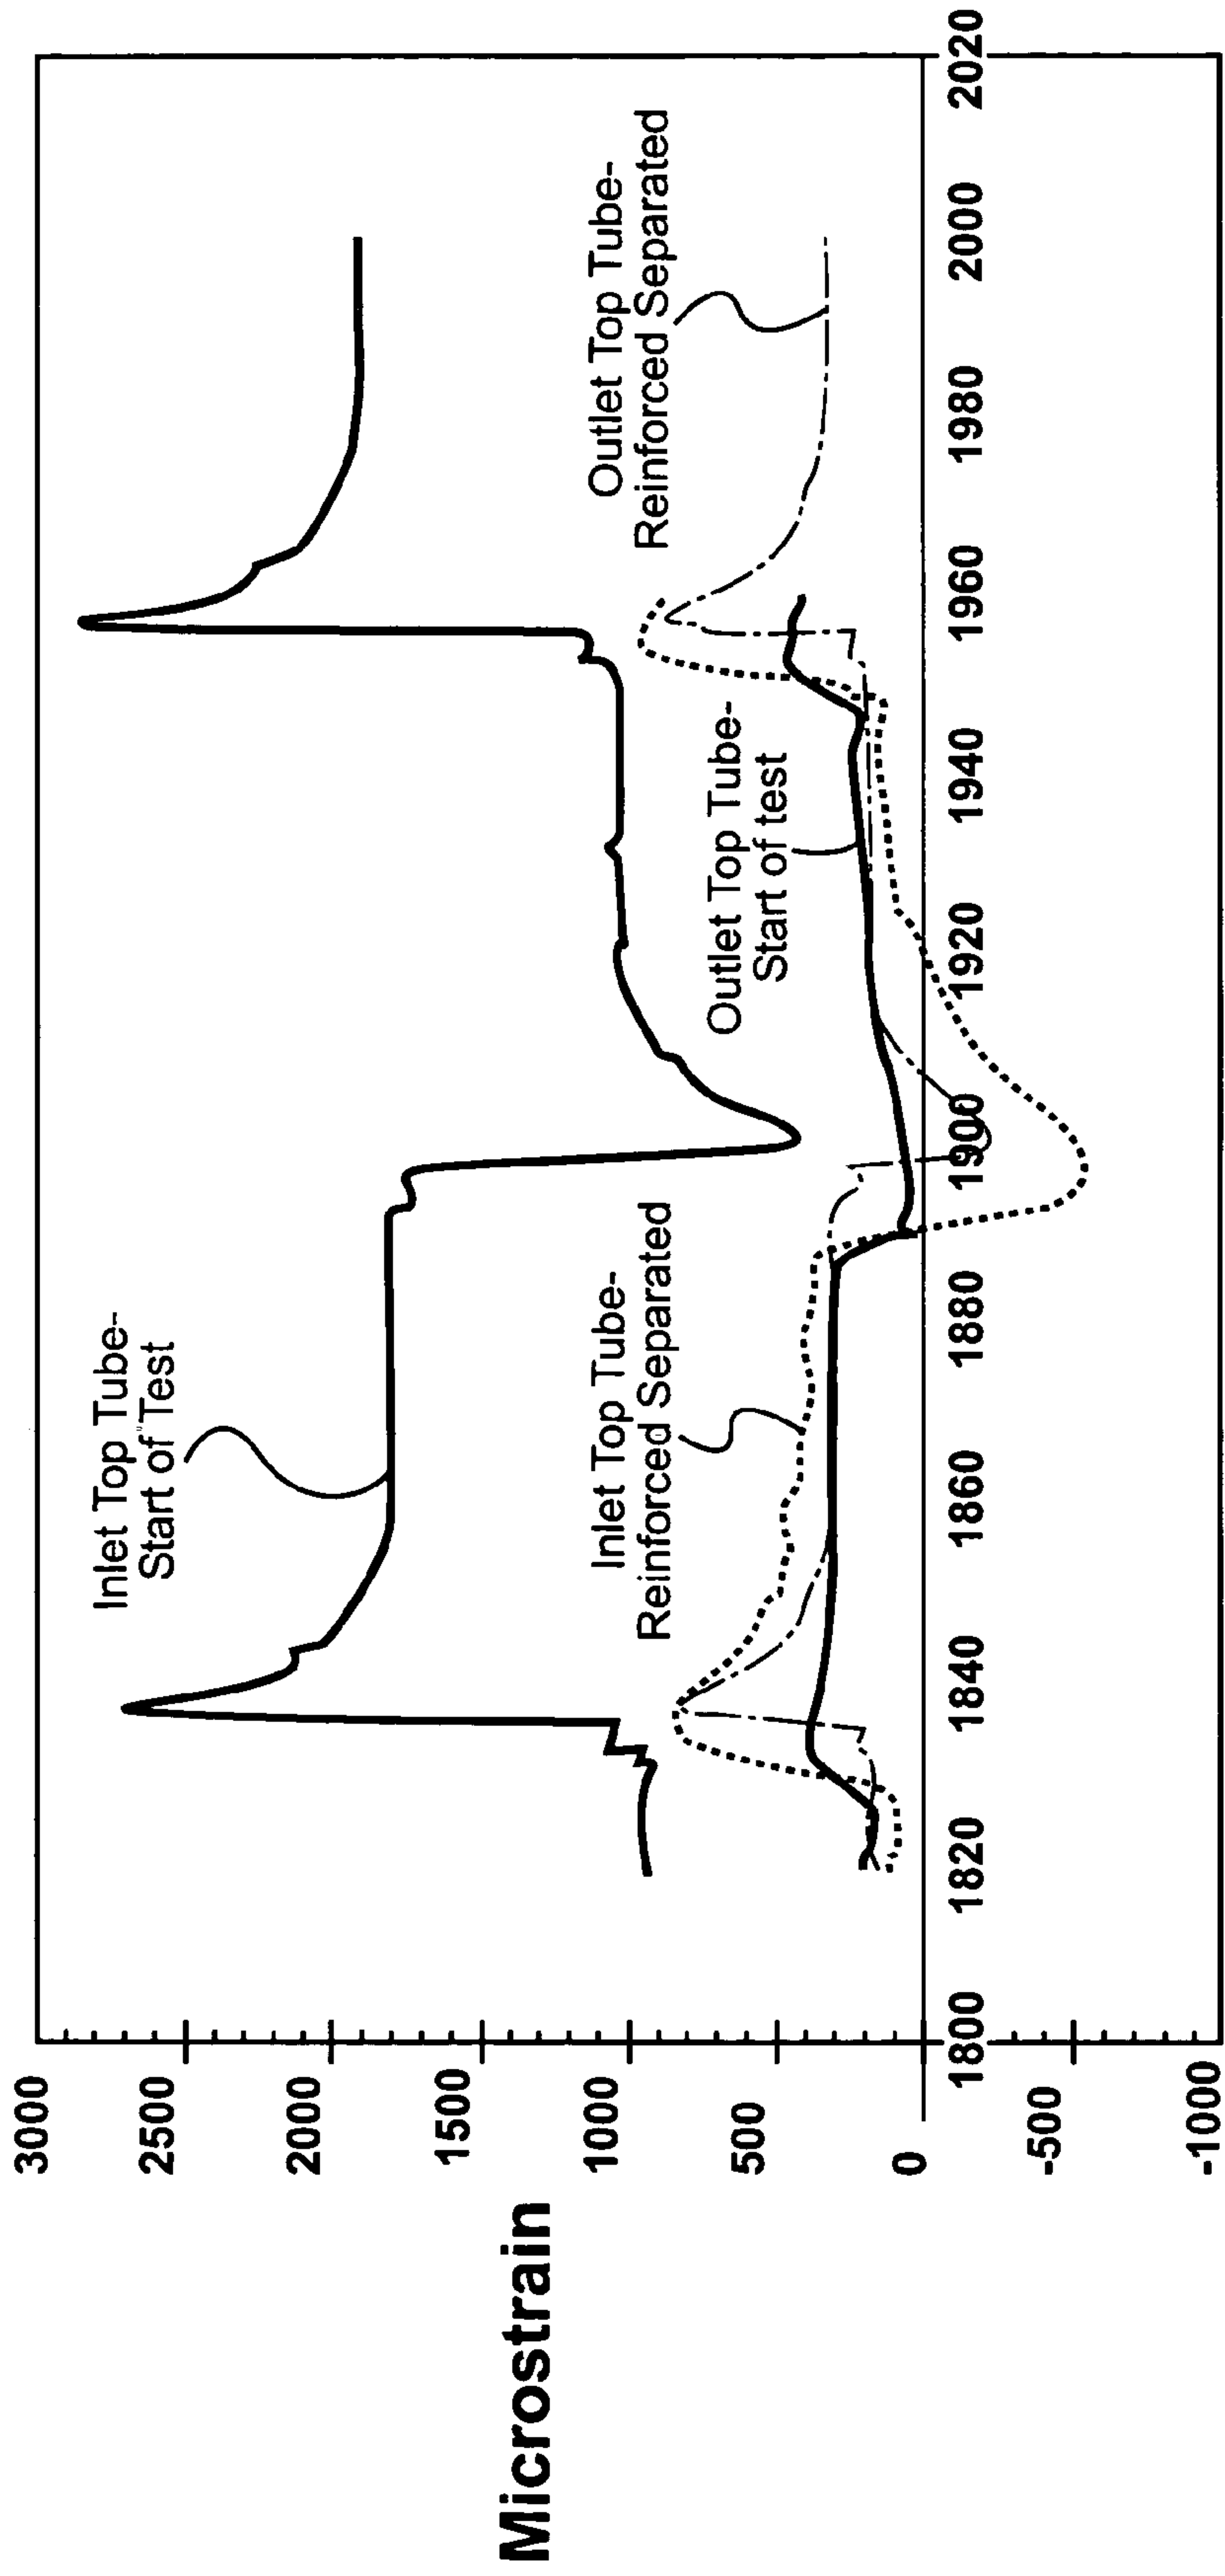 Microstrain
3000
2500
2000
1500
1000
500
0
-500
-1000
Inlet Top Tube-
Start of Test
Inlet Top Tube-
Reinforced Separated
Outlet Top Tube-
Start of test
Outlet Top Tube-
Reinforced Separated
1800 1820 1840 1860 1880 1900 1920 1940 1960 1980 2000 2020